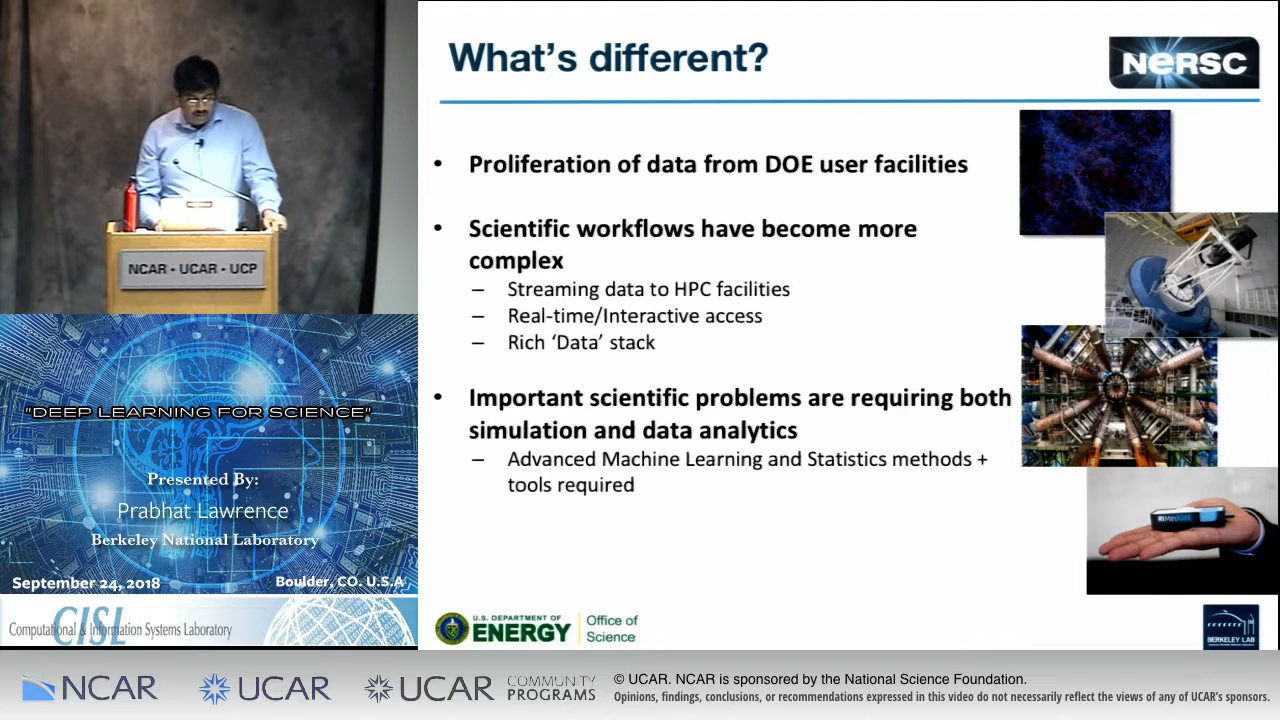 What's different?
NERSC
• Proliferation of data from DOE user facilities
• Scientific workflows have become more
complex
– Streaming data to HPC facilities
– Real-time/Interactive access
– Rich 'Data' stack
• Important scientific problems are requiring both
simulation and data analytics
– Advanced Machine Learning and Statistics methods +
tools required
U.S. DEPARTMENT OF
ENERGY
Office of
Science
BERKELEY LAB
NCAR - UCAR - UCP
"DEEP LEARNING FOR SCIENCE"
Presented By:
Prabhat Lawrence
Berkeley National Laboratory
September 24, 2018
Boulder, CO. U.S.A
CISL
Computational & Information Systems Laboratory
NCAR
UCAR
UCAR
COMMUNITY
PROGRAMS
© UCAR. NCAR is sponsored by the National Science Foundation.
Opinions, findings, conclusions, or recommendations expressed in this video do not necessarily reflect the views of any of UCAR's sponsors.